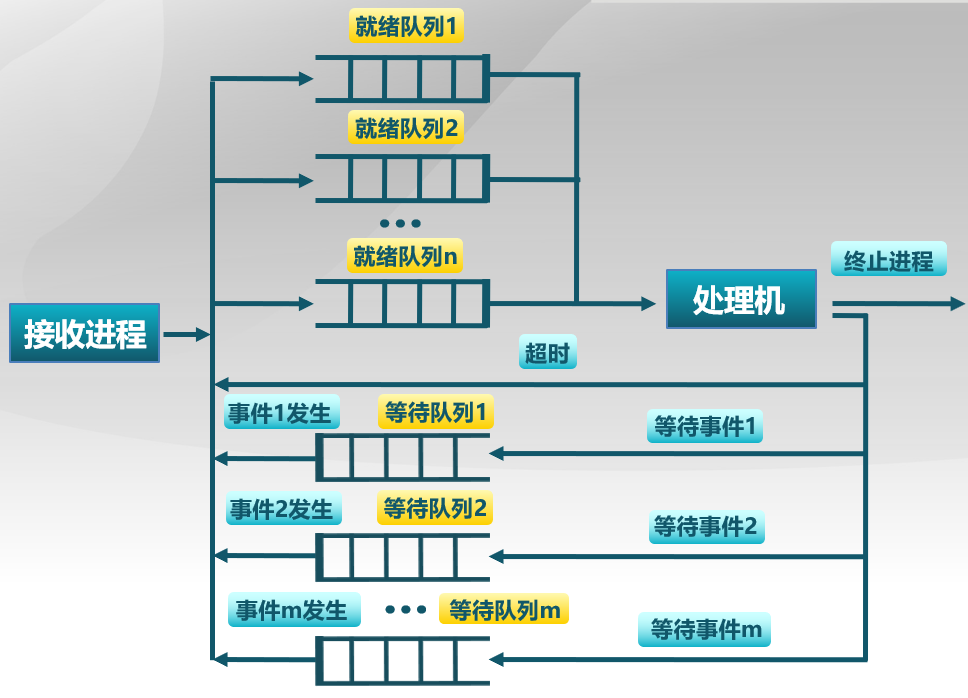 就绪队列1
就绪队列2
就绪队列n
终止进程
处理机
接收进程
超时
事件1发生
等待队列1
等待事件1
事件2发生
等待队列2
等待事件2
事件m发生
等待队列m
等待事件m